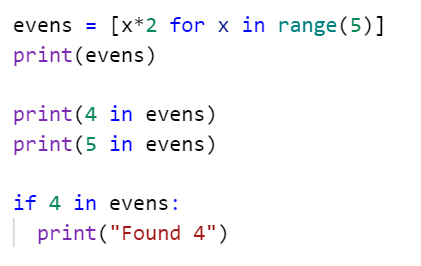 evens = [x*2 for x in range(5)]
print(evens)

print(4 in evens)
print(5 in evens)

if 4 in evens:
  print("Found 4")